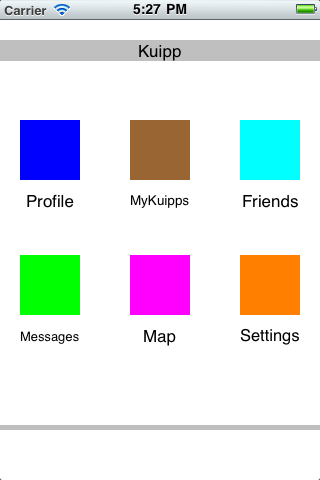 Carrier 5:27 PM
Kuipp
Profile MyKuipps Friends
Messages Map Settings